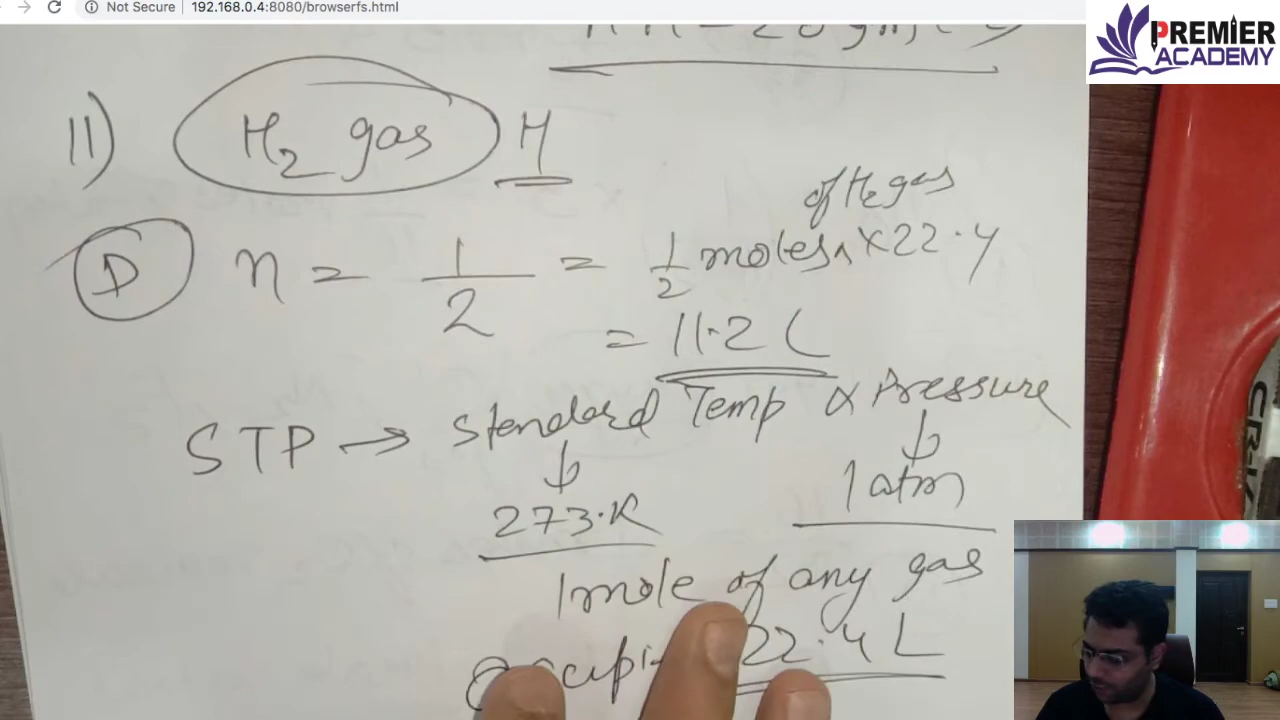 Not Secure | 192.168.0.4:8080/browserfs.html
PREMIER
ACADEMY
11) H2 gas H
of H2 gas
D n = 1/2 = 1/2 moles ʌ X 22.4
= 11.2 L
STP → Standard Temp & Pressure
273.K 1 atm
1 mole of any gas
22.4 L